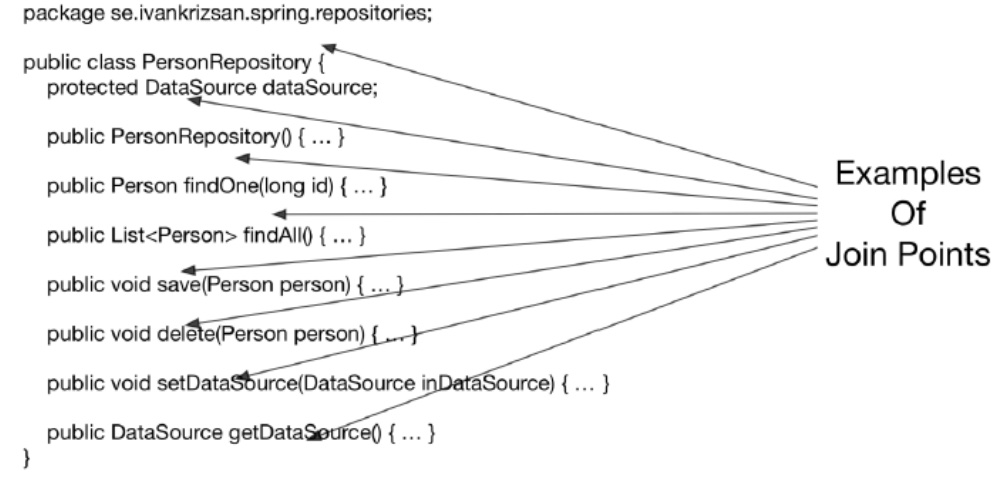 package se.ivankrizsan.spring.repositories;
public class PersonRepository {
protected DataSource dataSource;
public PersonRepository() { ... }
public Person findOne(long id) { ... }
public List<Person> findAll() { ... }
public void save(Person person) { ... }
public void delete(Person person) { ... }
public void setDataSource(DataSource inDataSource) { ... }
public DataSource getDataSource() { ... }
}
Examples
Of
Join Points